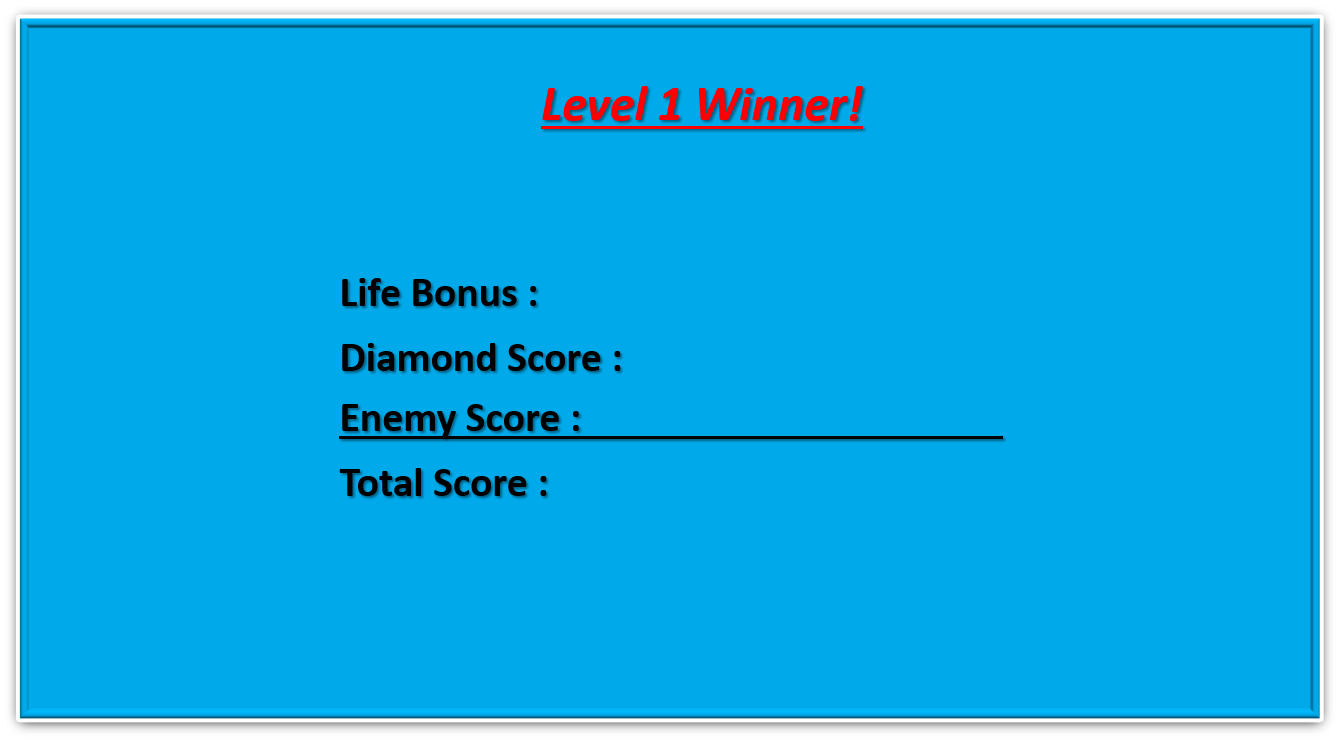 Level 1 Winner!
Life Bonus :
Diamond Score :
Enemy Score :
Total Score :